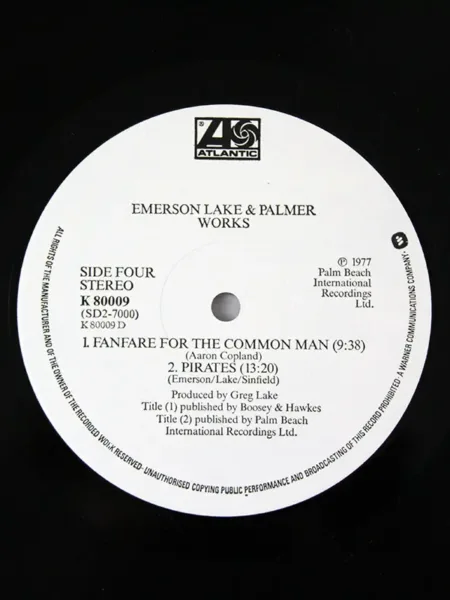 ATLANTIC
EMERSON LAKE & PALMER
WORKS
SIDE FOUR
STEREO
K 80009
(SD2-7000)
K 80009 D
℗ 1977
Palm Beach
International
Recordings
Ltd.
1. FANFARE FOR THE COMMON MAN (9:38)
(Aaron Copland)
2. PIRATES (13:20)
(Emerson/Lake/Sinfield)
Produced by Greg Lake
Title (1) published by Boosey & Hawkes
Title (2) published by Palm Beach
International Recordings Ltd.
ALL RIGHTS OF THE MANUFACTURER AND OF THE OWNER OF THE RECORDED WORK RESERVED · UNAUTHORISED COPYING PUBLIC PERFORMANCE AND BROADCASTING OF THIS RECORD PROHIBITED · A WARNER COMMUNICATIONS COMPANY ·